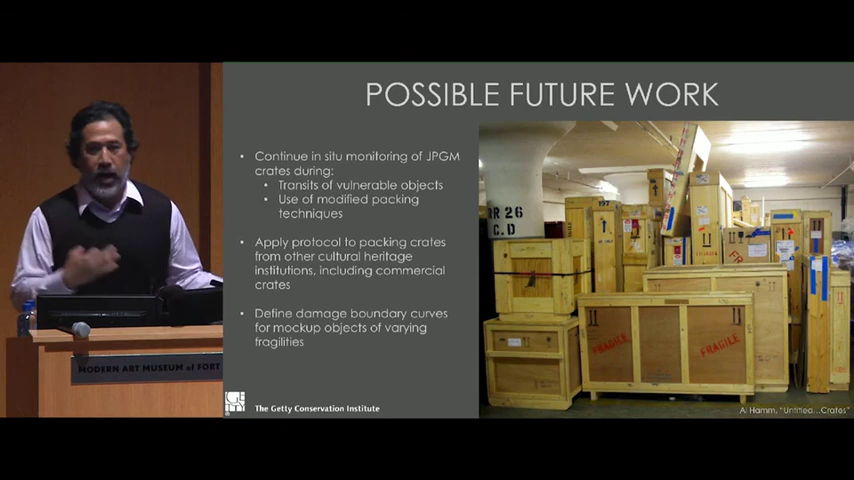 POSSIBLE FUTURE WORK
• Continue in situ monitoring of JPGM
crates during:
• Transits of vulnerable objects
• Use of modified packing
techniques
• Apply protocol to packing crates
from other cultural heritage
institutions, including commercial
crates
• Define damage boundary curves
for mockup objects of varying
fragilities
The Getty Conservation Institute
MODERN ART MUSEUM of FORT
RR 26
C.D
FRAGILE
FRAGILE
Al Hamm, "Untitled...Crates"